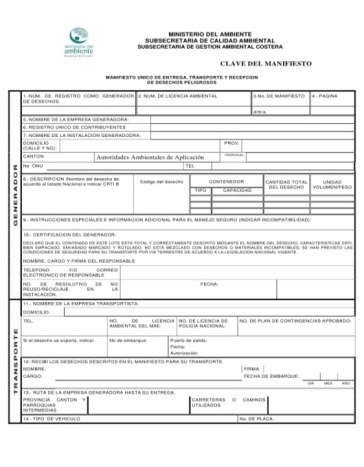 ministerio del
ambiente
MINISTERIO DEL AMBIENTE
SUBSECRETARIA DE CALIDAD AMBIENTAL
SUBSECRETARIA DE GESTION AMBIENTAL COSTERA
CLAVE DEL MANIFIESTO
MANIFIESTO UNICO DE ENTREGA, TRANSPORTE Y RECEPCION
DE DESECHOS PELIGROSOS
1.-NÚM. DE REGISTRO COMO GENERADOR DE DESECHOS.
2. NUM. DE LICENCIA AMBIENTAL
3-No. DE MANIFIESTO
4.- PAGINA
5. NOMBRE DE LA EMPRESA GENERADORA:
6. REGISTRO UNICO DE CONTRIBUYENTES
7. NOMBRE DE LA INSTALACION GENERADORA:
DOMICILIO
(CALLE Y NO):
PROV.
CANTON:
Autoridades Ambientales de Aplicación
PARROQUIA:
No. ONU
TEL.
GENERADOR
8.- DESCRIPCION (Nombre del desecho de
acuerdo al listado Nacional e indicar CRTI B
Código del desecho
CONTENEDOR
TIPO
CAPACIDAD
CANTIDAD TOTAL
DEL DESECHO
UNIDAD
VOLUMEN/PESO
9.- INSTRUCCIONES ESPECIALES E INFORMACION ADICIONAL PARA EL MANEJO SEGURO (INDICAR INCOMPATIBILIDAD):
10.- CERTIFICACION DEL GENERADOR:
DECLARO QUE EL CONTENIDO DE ESTE LOTE ESTA TOTAL Y CORRECTAMENTE DESCRITO MEDIANTE EL NOMBRE DEL DESECHO, CARACTERISTICAS CRTI,
BIEN EMPACADO, ENVASADO MARCADO Y ROTULADO, NO ESTA MEZCLADO CON DESECHOS O MATERIALES INCOMPATIBLES, SE HAN PREVISTO LAS
CONDICIONES DE SEGURIDAD PARA SU TRANSPORTE POR VIA TERRESTRE DE ACUERDO A LA LEGISLACION NACIONAL VIGENTE.
NOMBRE, CARGO Y FIRMA DEL RESPONSABLE
TELEFONO Y/O CORREO
ELECTRONICO DE RESPONSABLE
NO. DE RESOLUTIVO DE NO
REUSO/RECICLAJE EN LA
INSTALACIÓN.
FECHA:
TRANSPORTE
11.- NOMBRE DE LA EMPRESA TRANSPORTISTA:
DOMICILIO:
TEL.
NO. DE LICENCIA
AMBIENTAL DEL MAE:
NO. DE LICENCIA DE
POLICIA NACIONAL.
NO. DE PLAN DE CONTINGENCIAS APROBADO:
Si el desecho se exporta, indicar
No de embarque:
Puerto de salida:
Fecha:
Autorización:
12- RECIBI LOS DESECHOS DESCRITOS EN EL MANIFIESTO PARA SU TRANSPORTE.
NOMBRE:
FIRMA
CARGO:
FECHA DE EMBARQUE:
DIA MES AÑO
13.- RUTA DE LA EMPRESA GENERADORA HASTA SU ENTREGA.
PROVINCIA, CANTON Y
PARROQUIAS
INTERMEDIAS
CARRETERAS O CAMINOS
UTILIZADOS
14.- TIPO DE VEHICULO
No. DE PLACA: